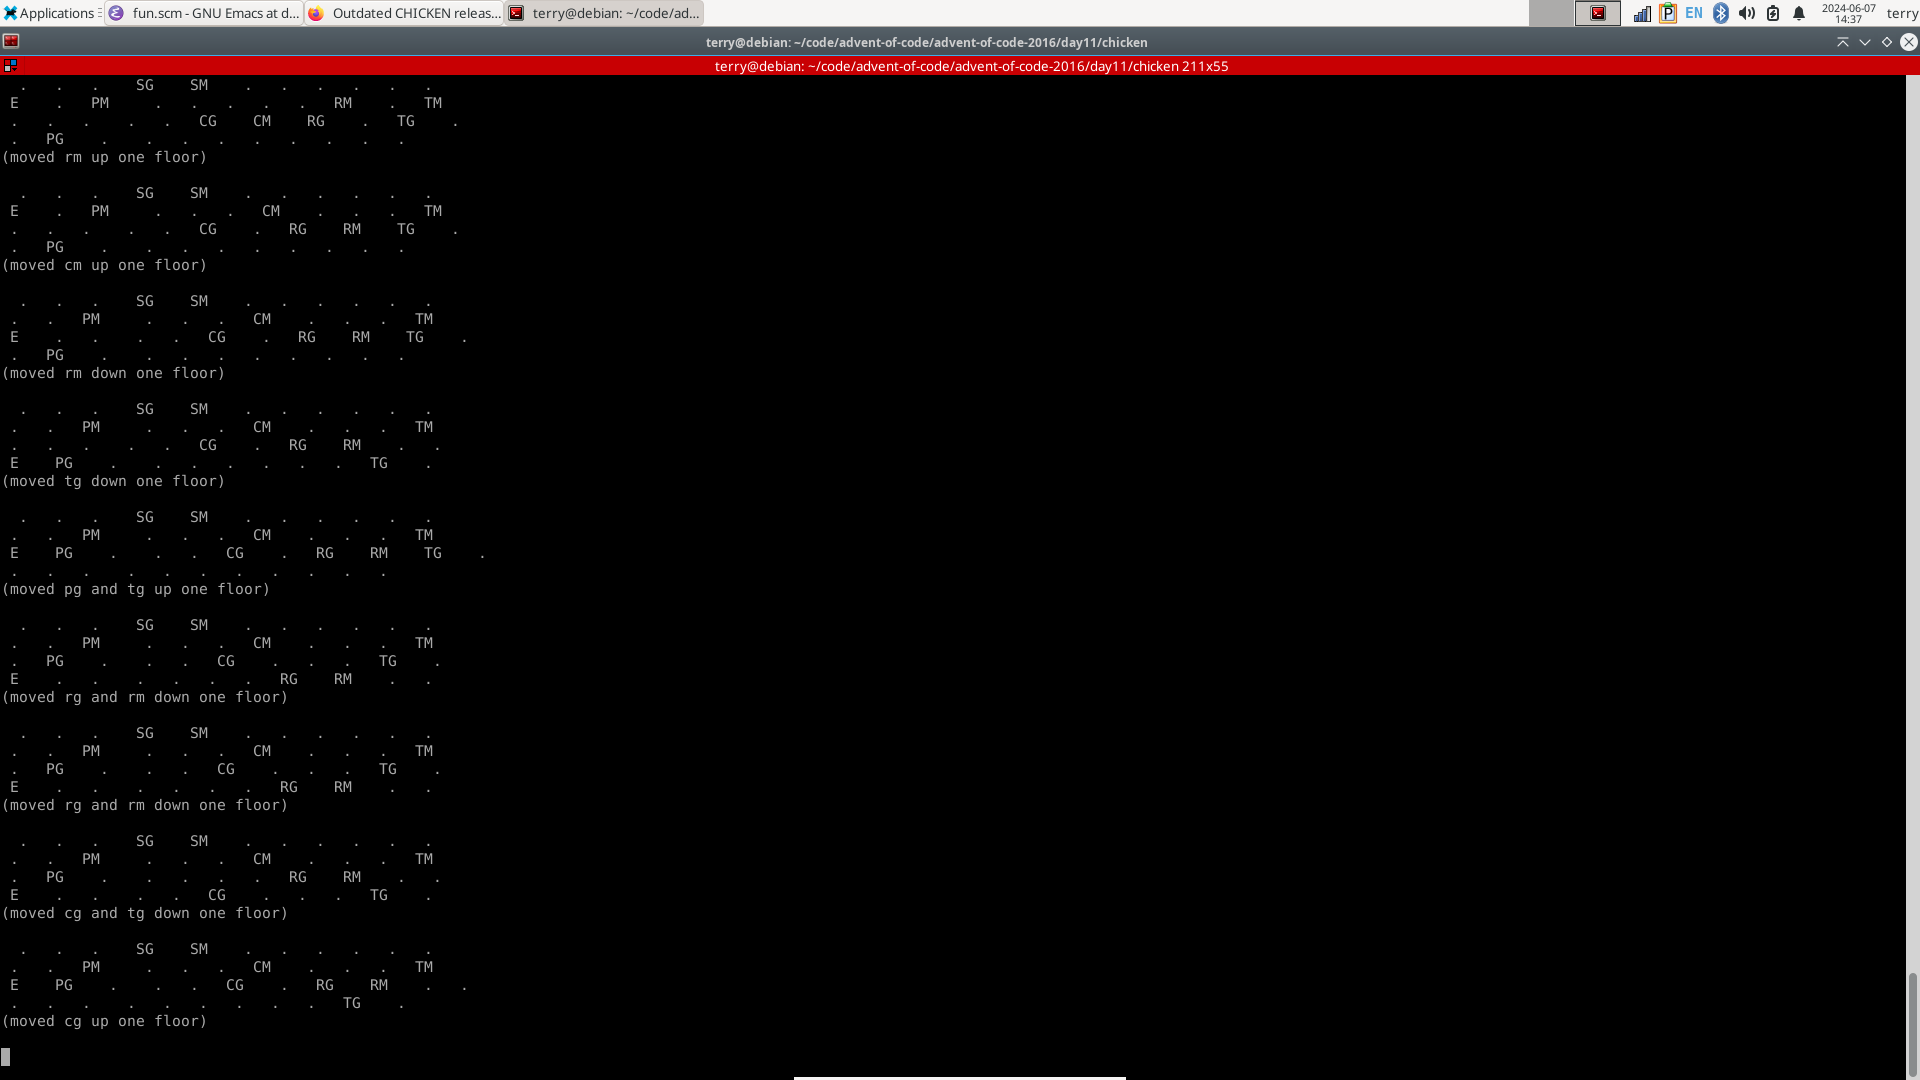 Applications
fun.scm - GNU Emacs at d...
Outdated CHICKEN releas...
terry@debian: ~/code/ad...
EN
2024-06-07
14:37
terry
terry@debian: ~/code/advent-of-code/advent-of-code-2016/day11/chicken
terry@debian: ~/code/advent-of-code/advent-of-code-2016/day11/chicken 211x55
. . . SG SM . . . . . .
E . PM . . . . . RM . TM
. . . . . CG CM RG . TG .
. PG . . . . . . . . .
(moved rm up one floor)
. . . SG SM . . . . . .
E . PM . . . CM . . . TM
. . . . . CG . RG RM TG .
. PG . . . . . . . . .
(moved cm up one floor)
. . . SG SM . . . . . .
. . PM . . . CM . . . TM
E . . . . CG . RG RM TG .
. PG . . . . . . . . .
(moved rm down one floor)
. . . SG SM . . . . . .
. . PM . . . CM . . . TM
. . . . . CG . RG RM . .
E PG . . . . . . . TG .
(moved tg down one floor)
. . . SG SM . . . . . .
. . PM . . . CM . . . TM
E PG . . . CG . RG RM TG .
. . . . . . . . . . .
(moved pg and tg up one floor)
. . . SG SM . . . . . .
. . PM . . . CM . . . TM
. PG . . . CG . . . TG .
E . . . . . . RG RM . .
(moved rg and rm down one floor)
. . . SG SM . . . . . .
. . PM . . . CM . . . TM
. PG . . . CG . . . TG .
E . . . . . . RG RM . .
(moved rg and rm down one floor)
. . . SG SM . . . . . .
. . PM . . . CM . . . TM
. PG . . . . . RG RM . .
E . . . . CG . . . TG .
(moved cg and tg down one floor)
. . . SG SM . . . . . .
. . PM . . . CM . . . TM
E PG . . . CG . RG RM . .
. . . . . . . . . TG .
(moved cg up one floor)